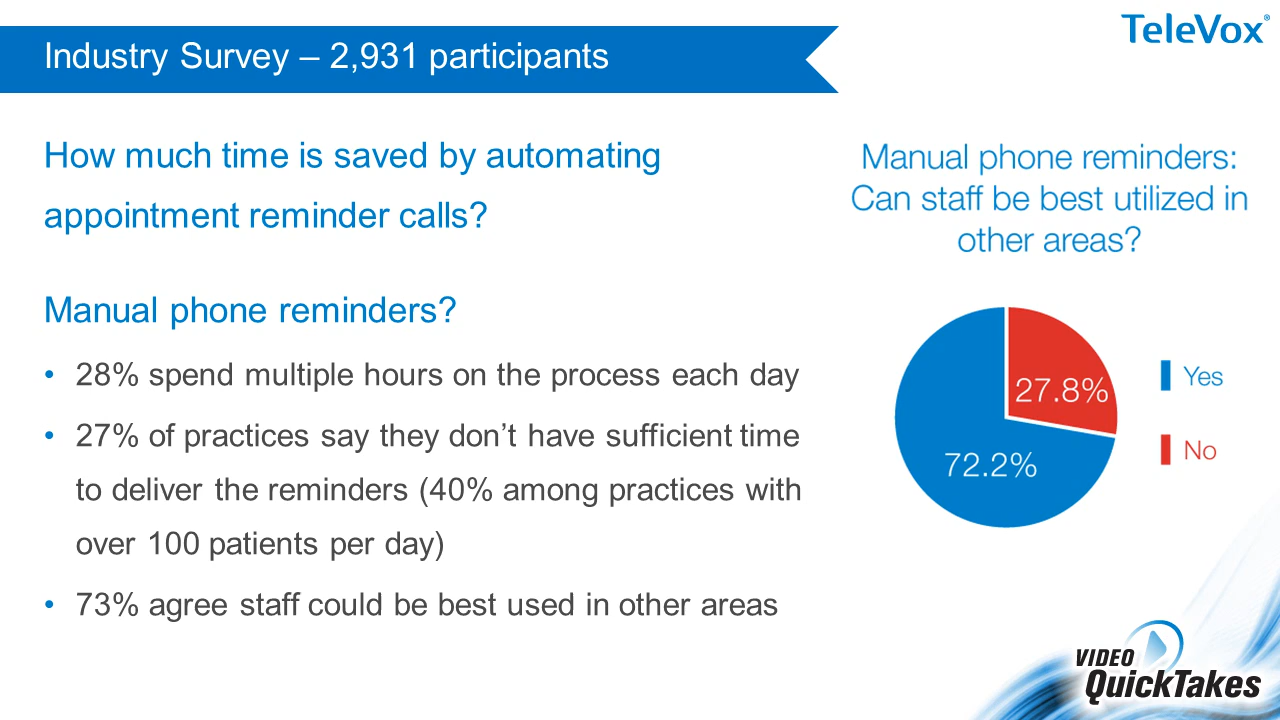 TeleVox®
Industry Survey – 2,931 participants
How much time is saved by automating
appointment reminder calls?
Manual phone reminders?
• 28% spend multiple hours on the process each day
• 27% of practices say they don’t have sufficient time
to deliver the reminders (40% among practices with
over 100 patients per day)
• 73% agree staff could be best used in other areas
Manual phone reminders:
Can staff be best utilized in
other areas?
27.8%
72.2%
Yes
No
VIDEO
QuickTakes